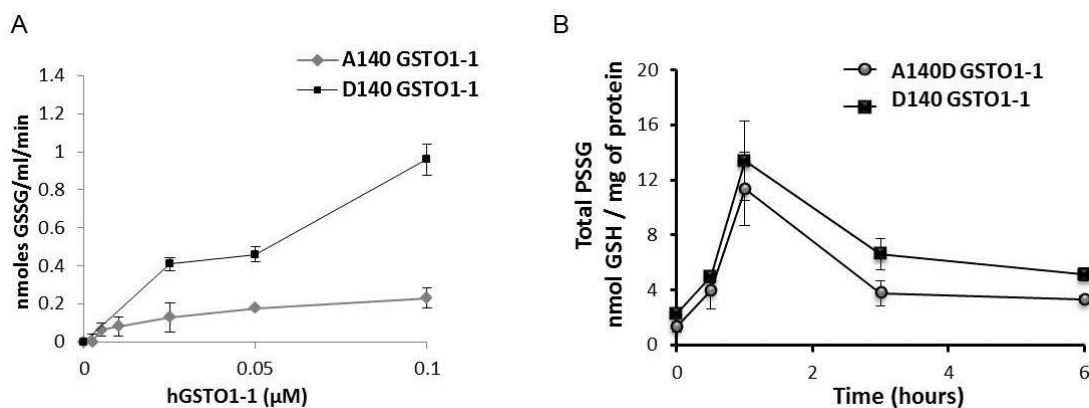 A
A140 GSTO1-1
D140 GSTO1-1
nmoles GSSG/ml/min
1.4
1.2
1
0.8
0.6
0.4
0.2
0
0
0.05
0.1
hGSTO1-1 (μM)
B
A140D GSTO1-1
D140 GSTO1-1
Total PSSG
nmol GSH / mg of protein
20
16
12
8
4
0
0
2
4
6
Time (hours)